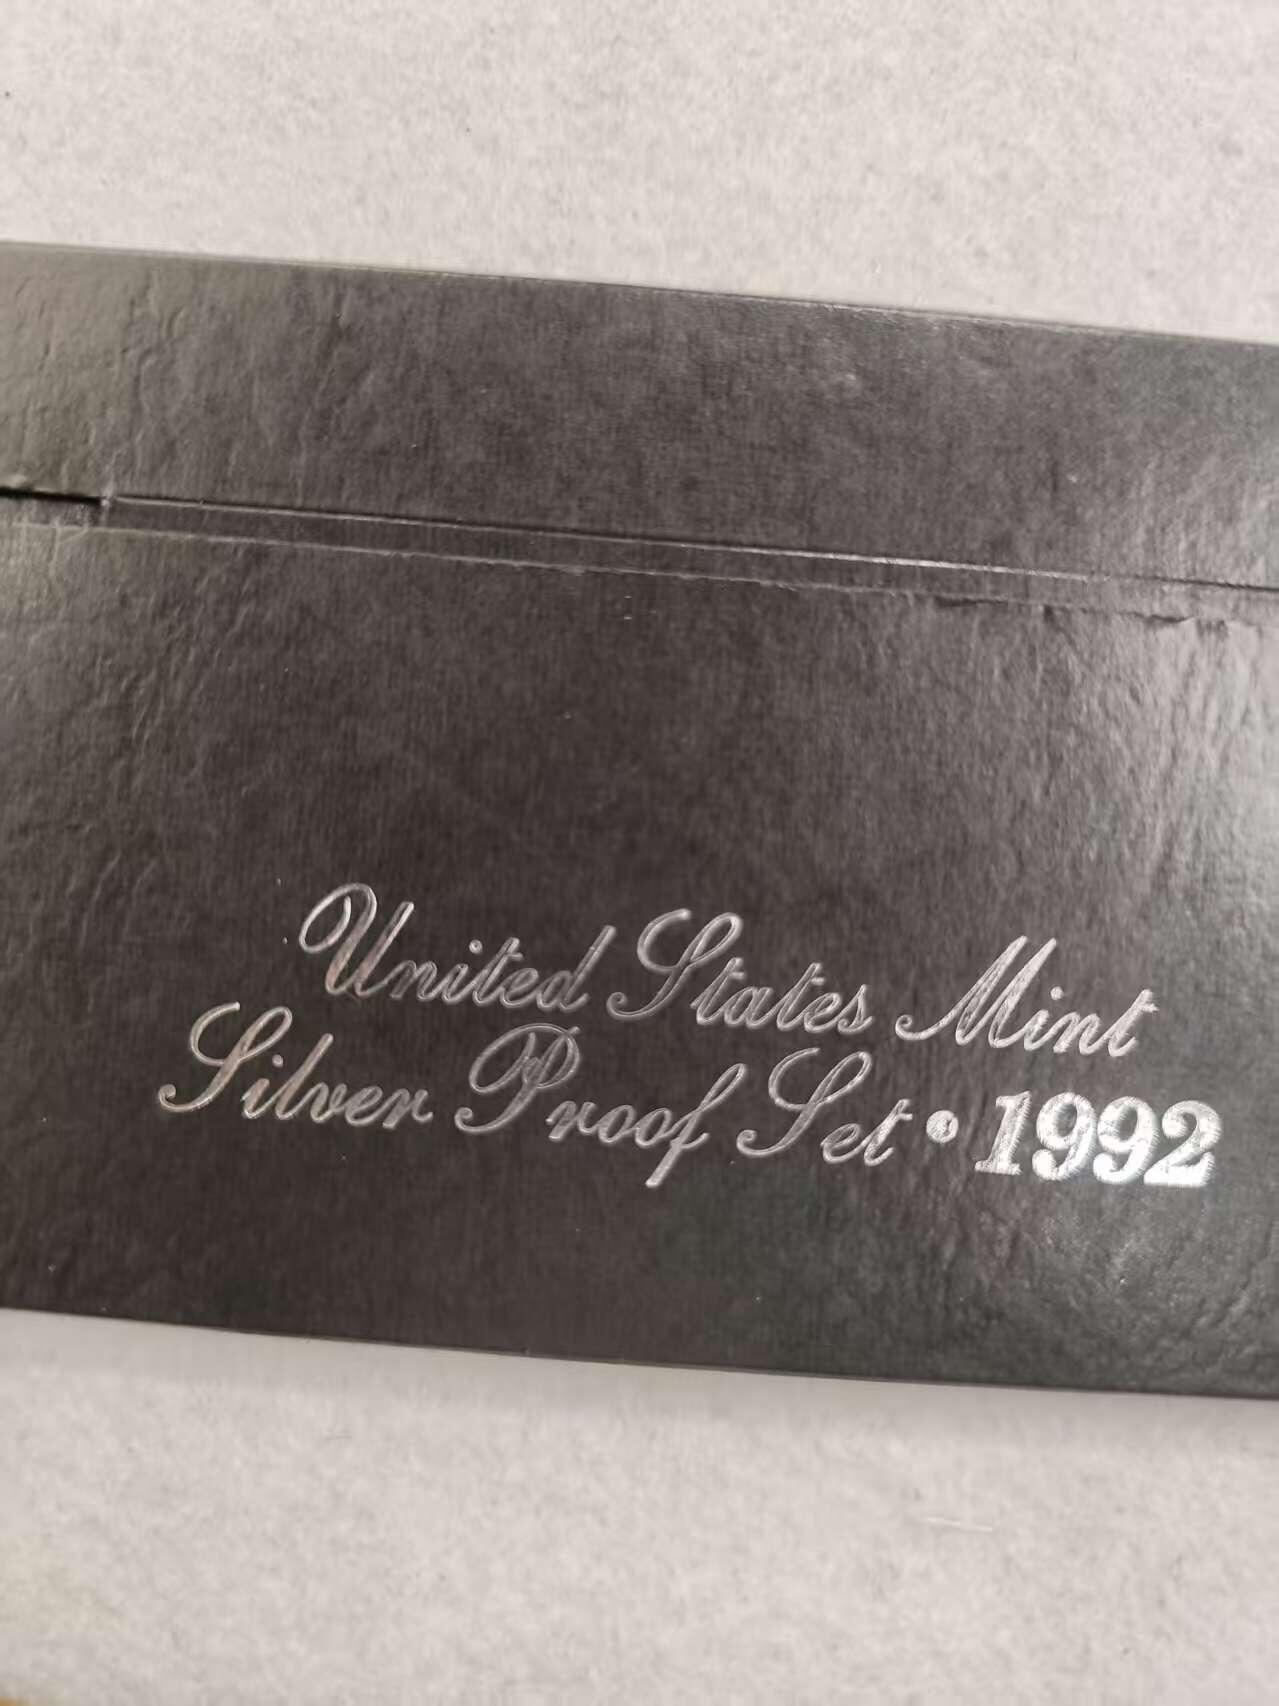 United States Mint
Silver Proof Set • 1992